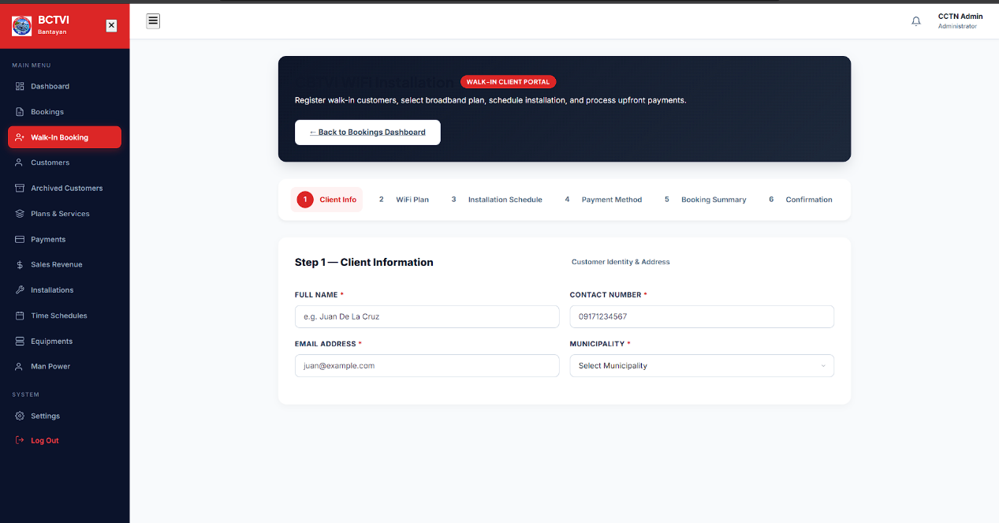 BCTVI
Bantayan
CCTN Admin
Administrator
MAIN MENU
Dashboard
Bookings
Walk-In Booking
Customers
Archived Customers
Plans & Services
Payments
Sales Revenue
Installations
Time Schedules
Equipments
Man Power
SYSTEM
Settings
Log Out
WiFi Installation
WALK-IN CLIENT PORTAL
Register walk-in customers, select broadband plan, schedule installation, and process upfront payments.
← Back to Bookings Dashboard
1 Client Info 2 WiFi Plan 3 Installation Schedule 4 Payment Method 5 Booking Summary 6 Confirmation
Step 1 — Client Information
Customer Identity & Address
FULL NAME *
e.g. Juan De La Cruz
CONTACT NUMBER *
09171234567
EMAIL ADDRESS *
juan@example.com
MUNICIPALITY *
Select Municipality